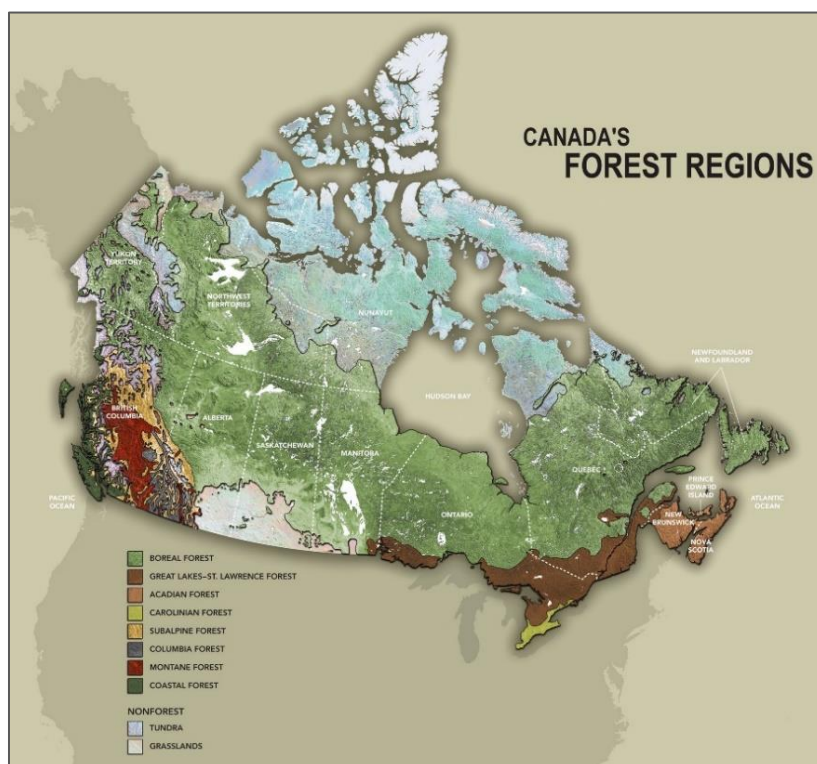 CANADA'S
FOREST REGIONS
YUKON
TERRITORY
NORTHWEST
TERRITORIES
NUNAVUT
NEWFOUNDLAND
AND LABRADOR
HUDSON BAY
BRITISH
COLUMBIA
ALBERTA
SASKATCHEWAN
MANITOBA
QUEBEC
PRINCE
EDWARD
ISLAND
PACIFIC
OCEAN
ATLANTIC
OCEAN
ONTARIO
NEW
BRUNSWICK
NOVA
SCOTIA
BOREAL FOREST
GREAT LAKES–ST. LAWRENCE FOREST
ACADIAN FOREST
CAROLINIAN FOREST
SUBALPINE FOREST
COLUMBIA FOREST
MONTANE FOREST
COASTAL FOREST
NONFOREST
TUNDRA
GRASSLANDS